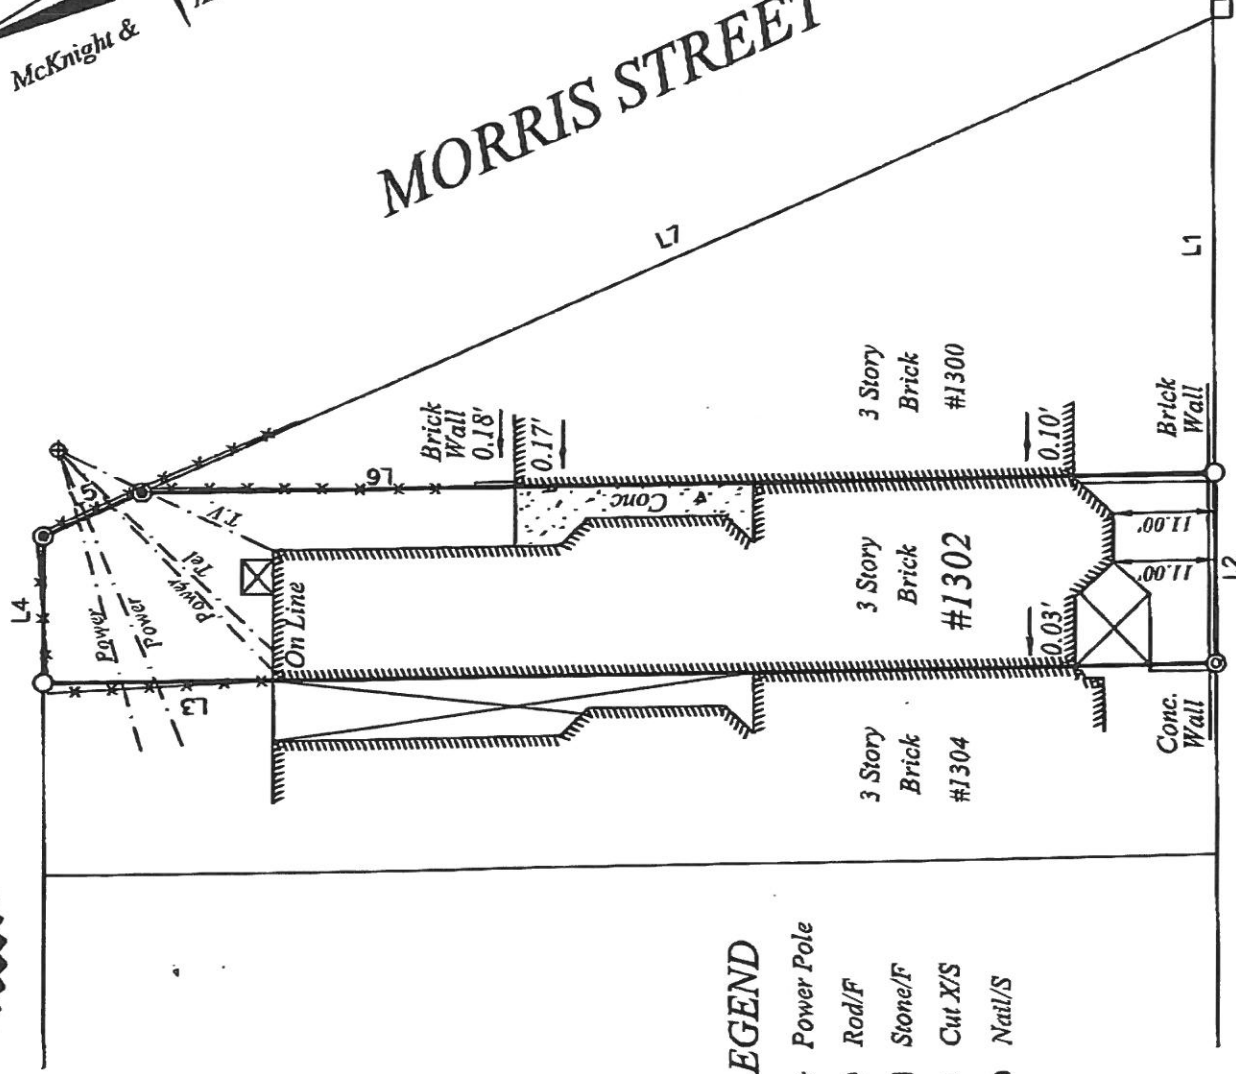 McKnight &
MORRIS STREET
L7
L1
L4
L5
L6
L3
L2
T.V.
Tel
Power
Power
Power
On Line
Brick
Wall
0.18'
0.17'
Conc
3 Story
Brick
#1300
0.10'
Brick
Wall
3 Story
Brick
#1302
0.03'
11.00'
11.00'
3 Story
Brick
#1304
Conc.
Wall
EGEND
Power Pole
Rod/F
Stone/F
Cut X/S
Nail/S